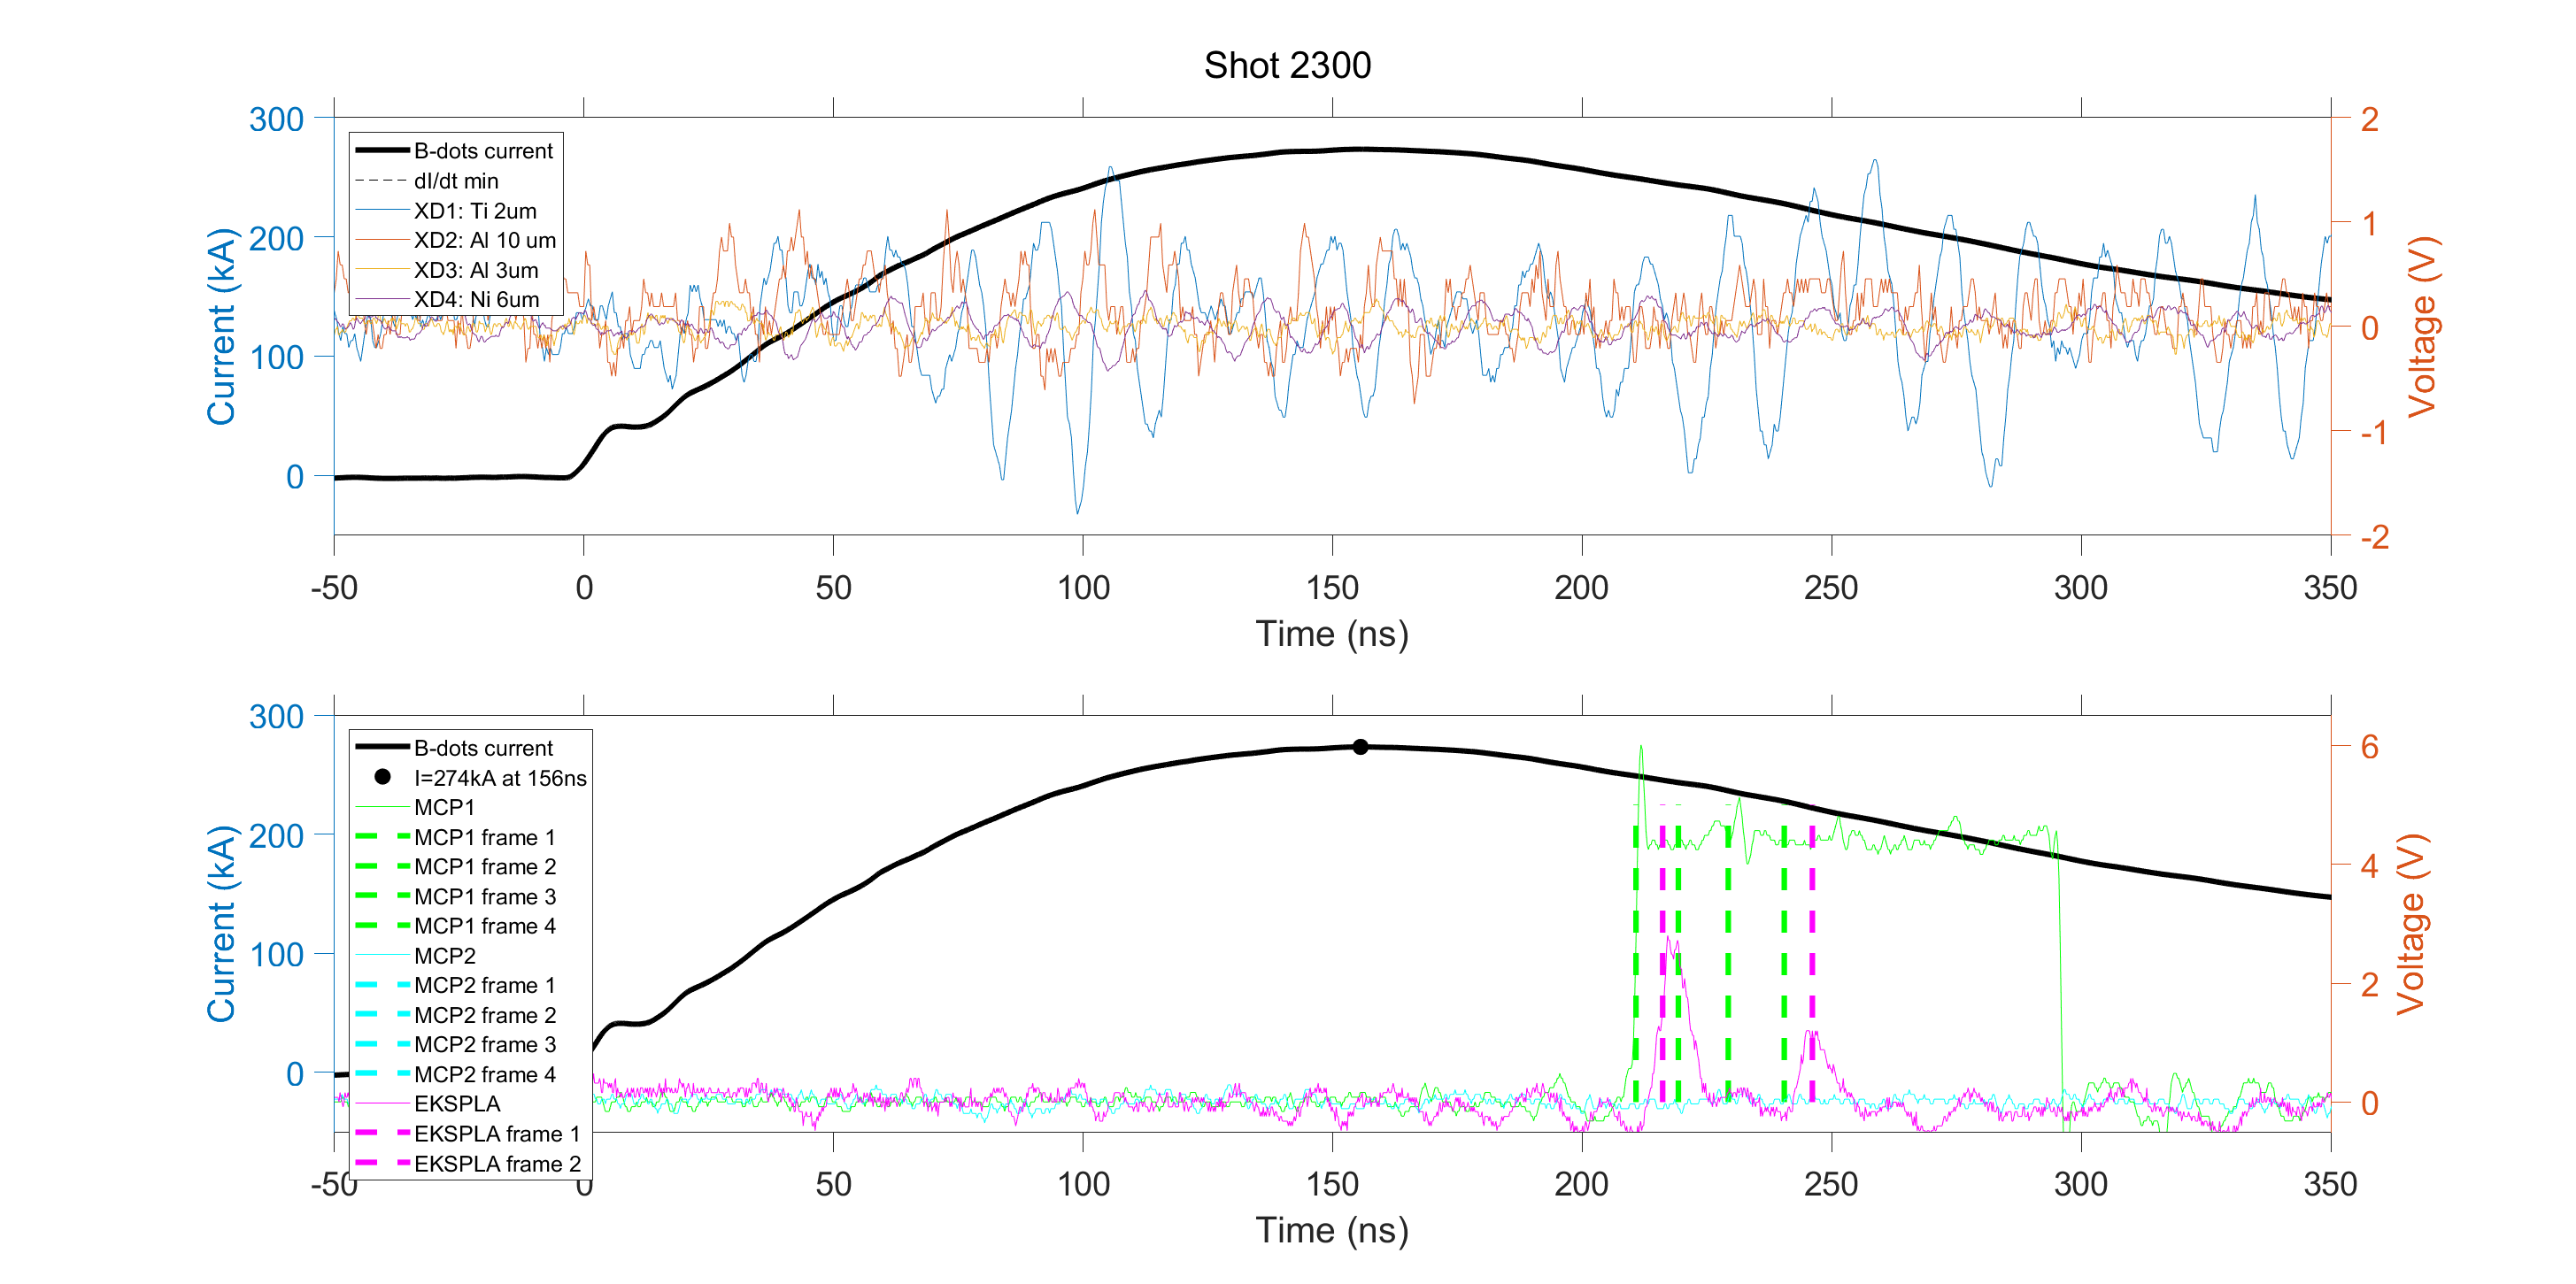 Shot 2300
300
200
100
0
Current (kA)
B-dots current
dI/dt min
XD1: Ti 2um
XD2: Al 10 um
XD3: Al 3um
XD4: Ni 6um
2
1
0
-1
-2
Voltage (V)
-50 0 50 100 150 200 250 300 350
Time (ns)
300
200
100
0
Current (kA)
B-dots current
I=274kA at 156ns
MCP1
MCP1 frame 1
MCP1 frame 2
MCP1 frame 3
MCP1 frame 4
MCP2
MCP2 frame 1
MCP2 frame 2
MCP2 frame 3
MCP2 frame 4
EKSPLA
EKSPLA frame 1
EKSPLA frame 2
6
4
2
0
Voltage (V)
-50 0 50 100 150 200 250 300 350
Time (ns)